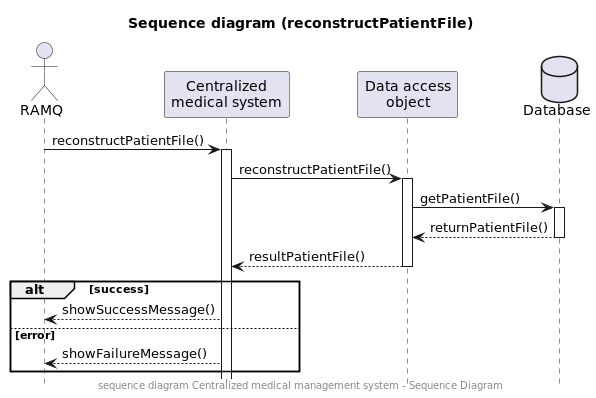 Sequence diagram (reconstructPatientFile)
RAMQ
Centralized
medical system
Data access
object
Database
reconstructPatientFile()
reconstructPatientFile()
getPatientFile()
returnPatientFile()
resultPatientFile()
alt [success]
showSuccessMessage()
[error]
showFailureMessage()
sequence diagram Centralized medical management system - Sequence Diagram